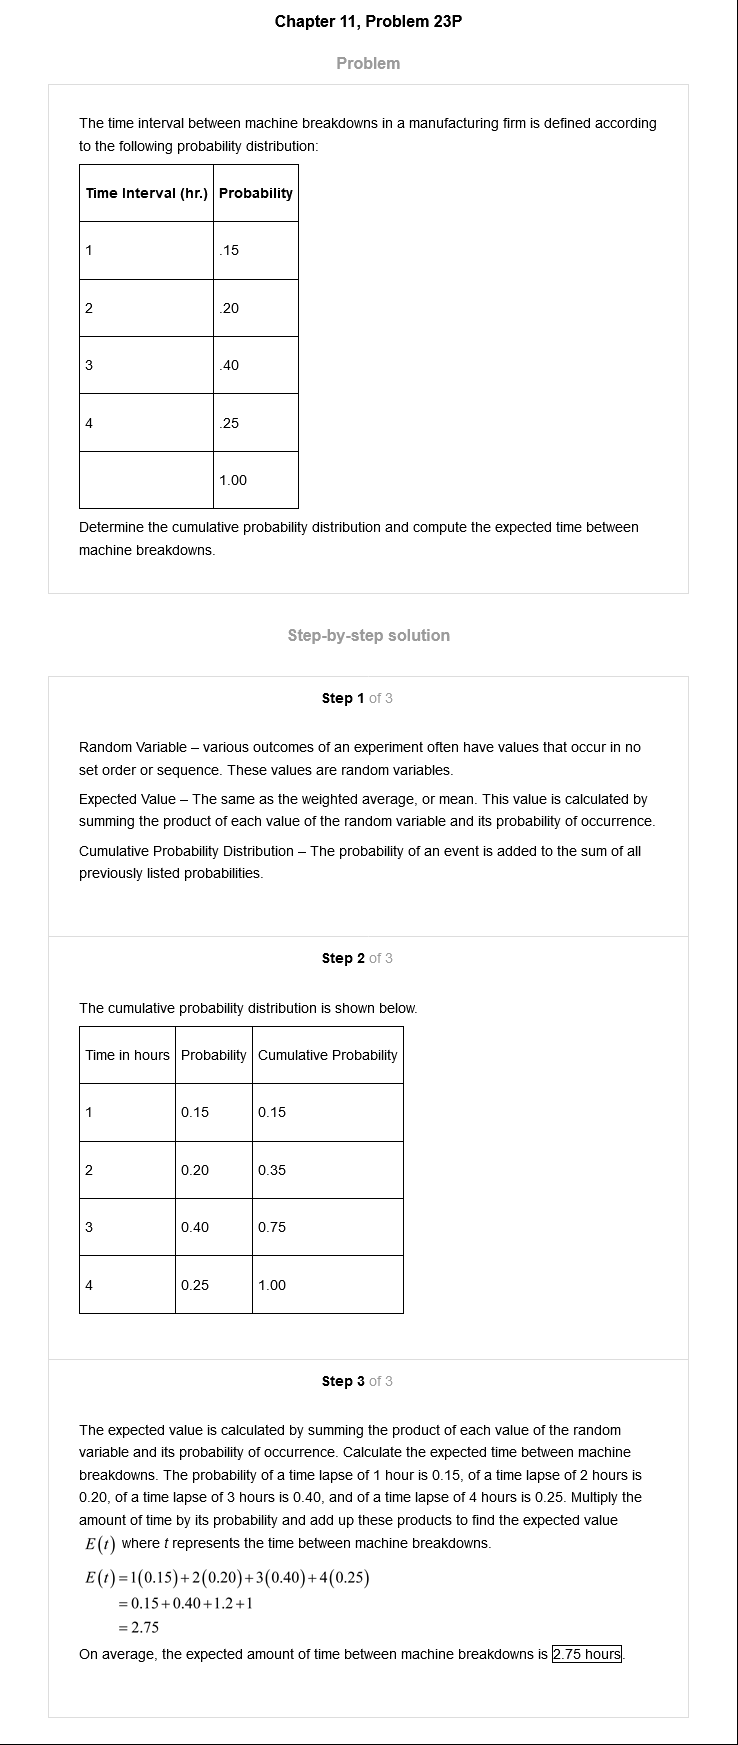 Chapter 11, Problem 23P
Problem
The time interval between machine breakdowns in a manufacturing firm is defined according
to the following probability distribution:
Time Interval (hr.) Probability
1 .15
2 .20
3 .40
4 .25
1.00
Determine the cumulative probability distribution and compute the expected time between
machine breakdowns.
Step-by-step solution
Step 1 of 3
Random Variable – various outcomes of an experiment often have values that occur in no
set order or sequence. These values are random variables.
Expected Value – The same as the weighted average, or mean. This value is calculated by
summing the product of each value of the random variable and its probability of occurrence.
Cumulative Probability Distribution – The probability of an event is added to the sum of all
previously listed probabilities.
Step 2 of 3
The cumulative probability distribution is shown below.
Time in hours Probability Cumulative Probability
1 0.15 0.15
2 0.20 0.35
3 0.40 0.75
4 0.25 1.00
Step 3 of 3
The expected value is calculated by summing the product of each value of the random
variable and its probability of occurrence. Calculate the expected time between machine
breakdowns. The probability of a time lapse of 1 hour is 0.15, of a time lapse of 2 hours is
0.20, of a time lapse of 3 hours is 0.40, and of a time lapse of 4 hours is 0.25. Multiply the
amount of time by its probability and add up these products to find the expected value
E(t) where t represents the time between machine breakdowns.
E(t)=1(0.15)+2(0.20)+3(0.40)+4(0.25)
=0.15+0.40+1.2+1
=2.75
On average, the expected amount of time between machine breakdowns is 2.75 hours.